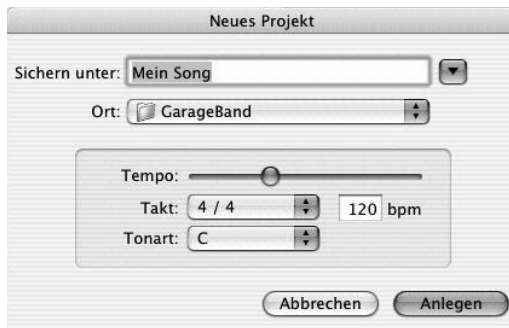 Neues Projekt
Sichern unter: Mein Song
Ort: GarageBand
Tempo:
Takt: 4 / 4 120 bpm
Tonart: C
Abbrechen Anlegen